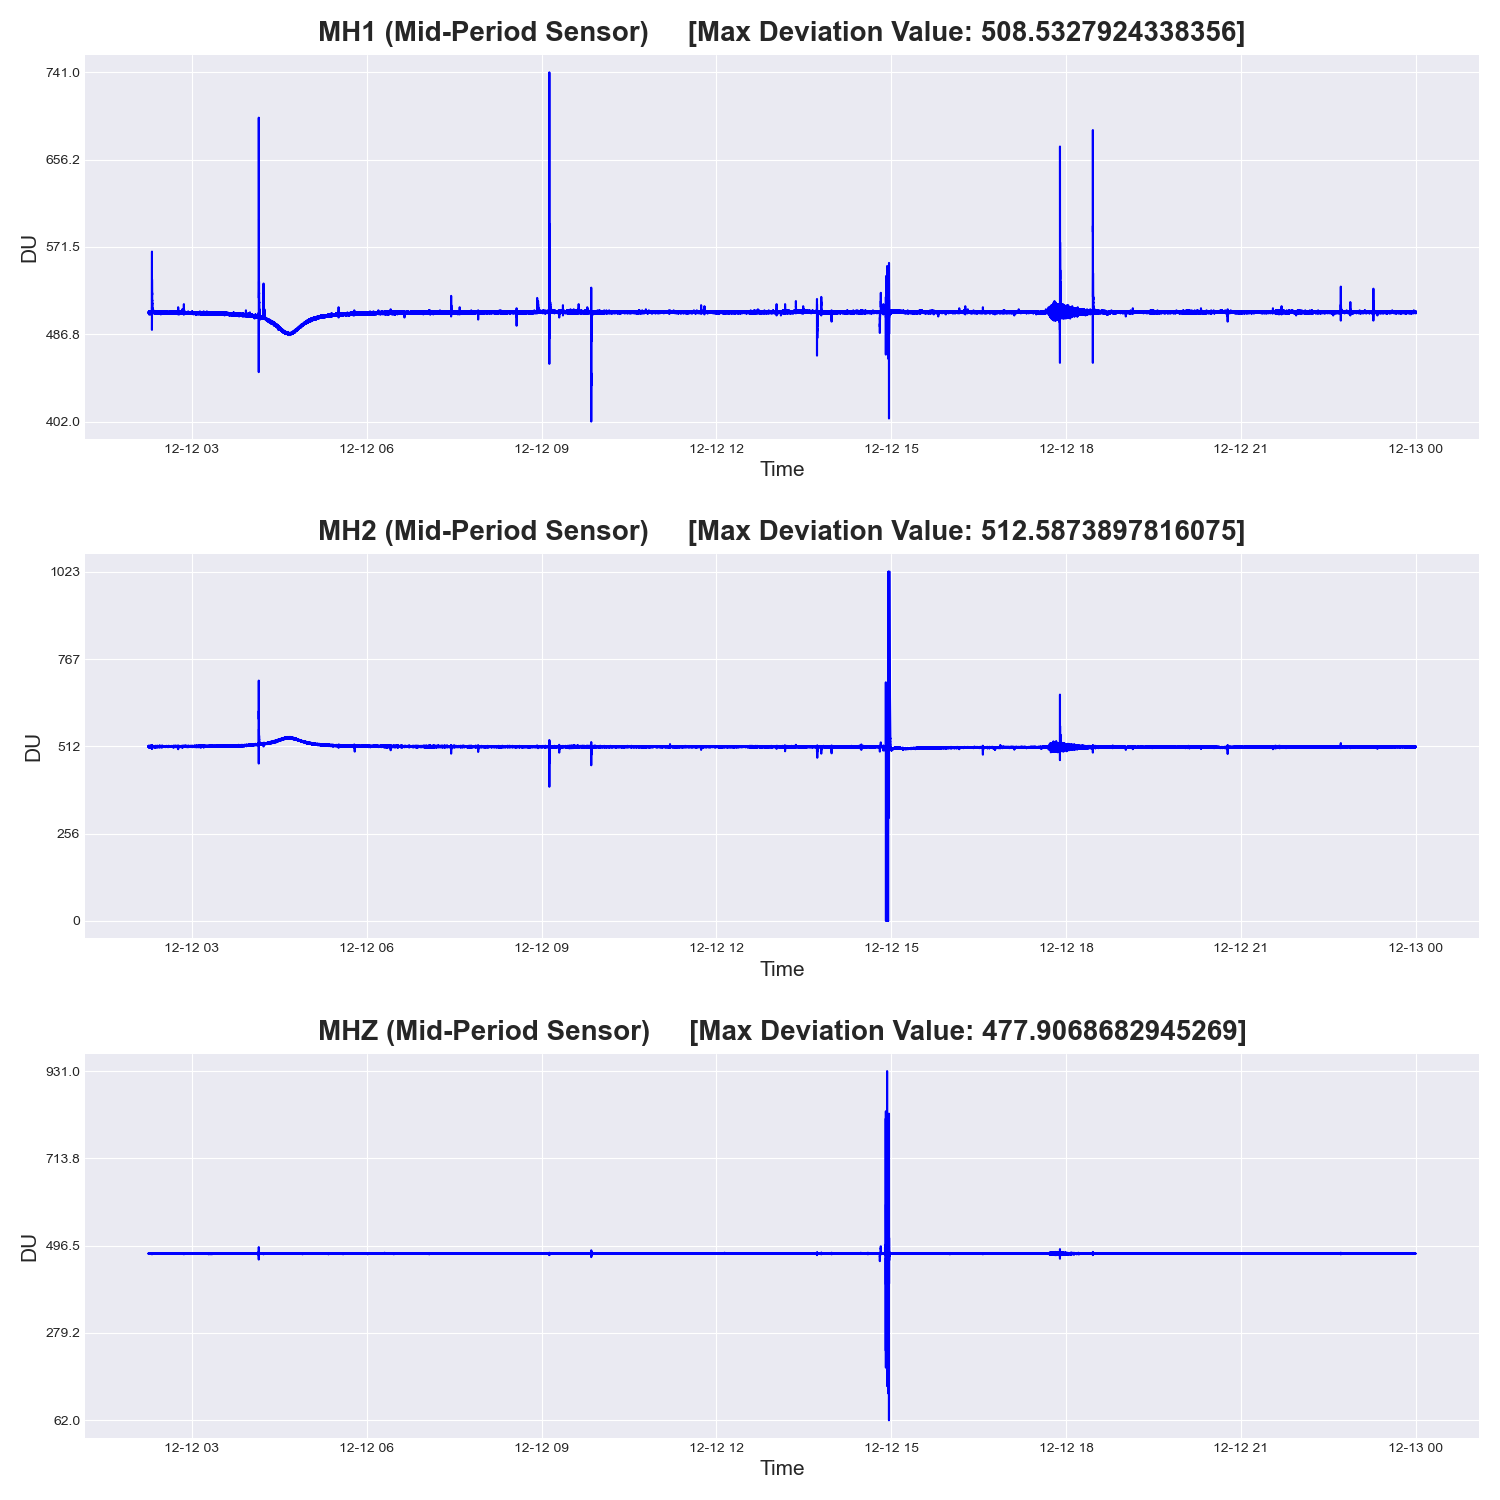 MH1 (Mid-Period Sensor) [Max Deviation Value: 508.5327924338356]
741.0
656.2
571.5
486.8
402.0
DU
12-12 03 12-12 06 12-12 09 12-12 12 12-12 15 12-12 18 12-12 21 12-13 00
Time
MH2 (Mid-Period Sensor) [Max Deviation Value: 512.5873897816075]
1023
767
512
256
0
DU
12-12 03 12-12 06 12-12 09 12-12 12 12-12 15 12-12 18 12-12 21 12-13 00
Time
MHZ (Mid-Period Sensor) [Max Deviation Value: 477.9068682945269]
931.0
713.8
496.5
279.2
62.0
DU
12-12 03 12-12 06 12-12 09 12-12 12 12-12 15 12-12 18 12-12 21 12-13 00
Time